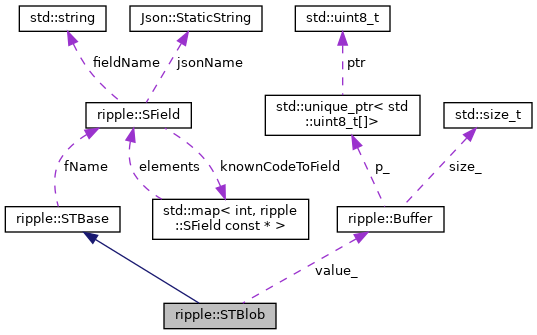 std::string
Json::StaticString
std::uint8_t
fieldName
jsonName
ptr
ripple::SField
std::unique_ptr< std
::uint8_t[]>
std::size_t
fName
elements
knownCodeToField
p_
size_
ripple::STBase
std::map< int, ripple
::SField const * >
ripple::Buffer
value_
ripple::STBlob